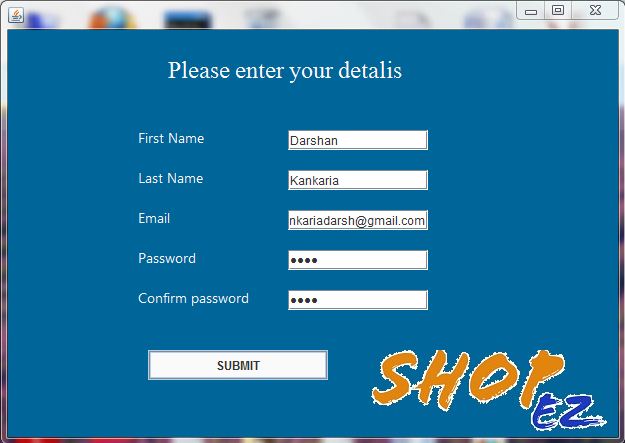 Please enter your detalis
First Name Darshan
Last Name Kankaria
Email nkariadarsh@gmail.com
Password ••••
Confirm password ••••
SUBMIT
SHOP
EZ